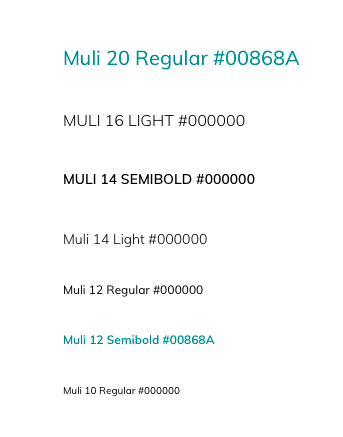 Muli 20 Regular #00868A
MULI 16 LIGHT #000000
MULI 14 SEMIBOLD #000000
Muli 14 Light #000000
Muli 12 Regular #000000
Muli 12 Semibold #00868A
Muli 10 Regular #000000